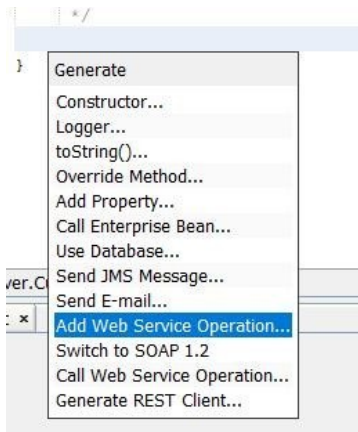 */
}
Generate
Constructor...
Logger...
toString()...
Override Method...
Add Property...
Call Enterprise Bean...
Use Database...
Send JMS Message...
ver.C
Send E-mail...
Add Web Service Operation...
Switch to SOAP 1.2
Call Web Service Operation...
Generate REST Client...